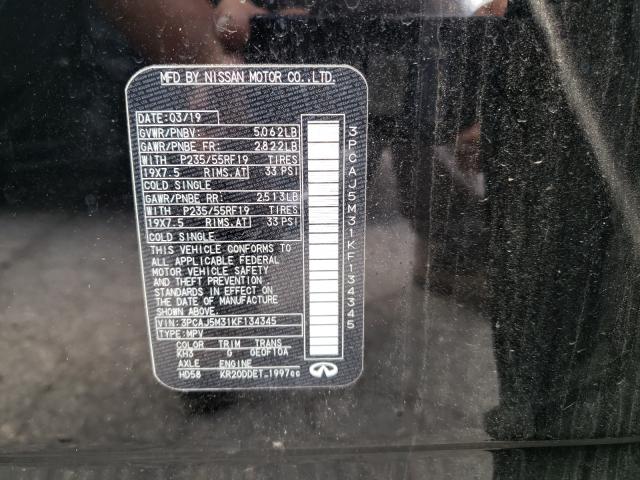 MFD BY NISSAN MOTOR CO.,LTD.
DATE: 03/19
GVWR/PNBV: 5,062LB
GAWR/PNBE FR: 2,822LB
WITH P235/55RF19 TIRES
19X7.5 RIMS,AT 33 PSI
COLD SINGLE
GAWR/PNBE RR: 2,513LB
WITH P235/55RF19 TIRES
19X7.5 RIMS,AT 33 PSI
COLD SINGLE
THIS VEHICLE CONFORMS TO
ALL APPLICABLE FEDERAL
MOTOR VEHICLE SAFETY
AND THEFT PREVENTION
STANDARDS IN EFFECT ON
THE DATE OF MANUFACTURE
SHOWN ABOVE.
VIN: 3PCAJ5M31KF134345
TYPE: MPV
COLOR TRIM TRANS
KH3 G GE0F10A
AXLE ENGINE
HD58 KR20DDET 1997cc
3PCAJ5M31KF134345